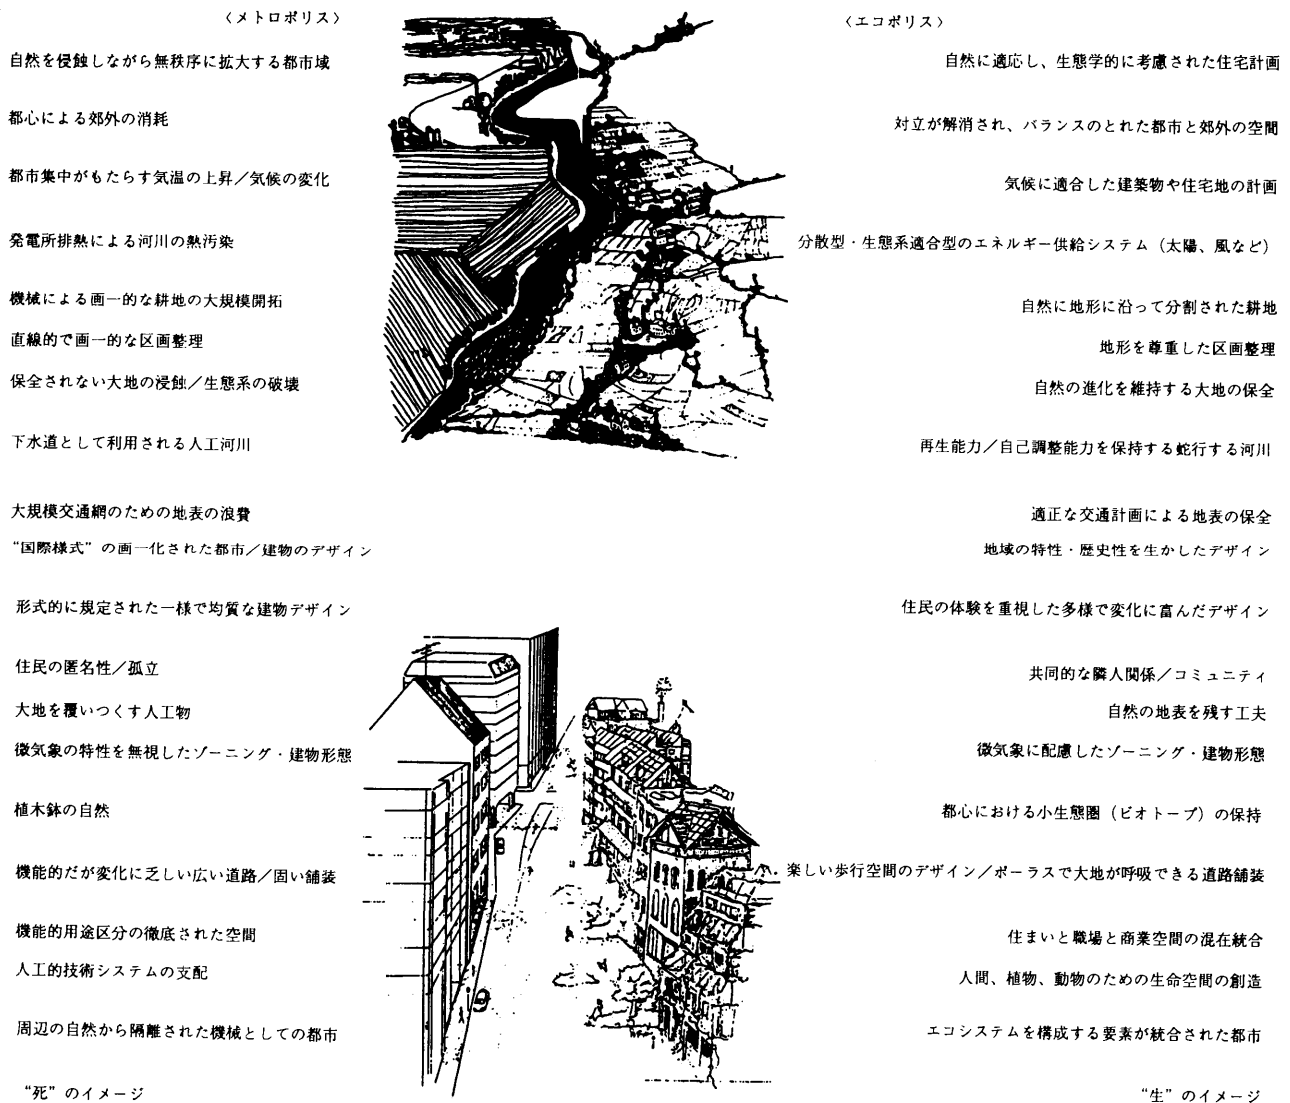 〈メトロポリス〉
自然を侵蝕しながら無秩序に拡大する都市域
都心による郊外の消耗
都市集中がもたらす気温の上昇／気候の変化
発電所排熱による河川の熱汚染
機械による画一的な耕地の大規模開拓
直線的で画一的な区画整理
保全されない大地の浸蝕／生態系の破壊
下水道として利用される人工河川
大規模交通網のための地表の浪費
“国際様式”の画一化された都市／建物のデザイン
形式的に規定された一様で均質な建物デザイン
住民の匿名性／孤立
大地を覆いつくす人工物
微気象の特性を無視したゾーニング・建物形態
植木鉢の自然
機能的だが変化に乏しい広い道路／固い舗装
機能的用途区分の徹底された空間
人工的技術システムの支配
周辺の自然から隔離された機械としての都市
“死”のイメージ
〈エコポリス〉
自然に適応し、生態学的に考慮された住宅計画
対立が解消され、バランスのとれた都市と郊外の空間
気候に適合した建築物や住宅地の計画
分散型・生態系適合型のエネルギー供給システム（太陽、風など）
自然に地形に沿って分割された耕地
地形を尊重した区画整理
自然の進化を維持する大地の保全
再生能力／自己調整能力を保持する蛇行する河川
適正な交通計画による地表の保全
地域の特性・歴史性を生かしたデザイン
住民の体験を重視した多様で変化に富んだデザイン
共同的な隣人関係／コミュニティ
自然の地表を残す工夫
微気象に配慮したゾーニング・建物形態
都心における小生態圏（ビオトープ）の保持
楽しい歩行空間のデザイン／ポーラスで大地が呼吸できる道路舗装
住まいと職場と商業空間の混在統合
人間、植物、動物のための生命空間の創造
エコシステムを構成する要素が統合された都市
“生”のイメージ